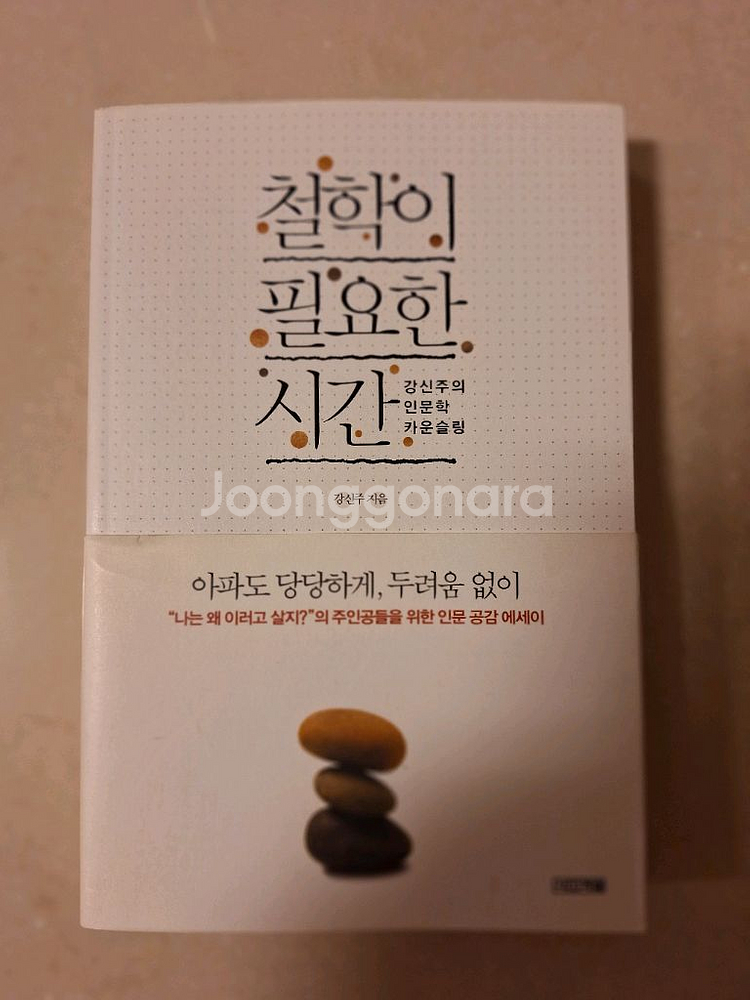 철학이
필요한
시간
강신주의
인문학
카운슬링
강신주 지음
Joonggonara
아파도 당당하게, 두려움 없이
“나는 왜 이러고 살지?”의 주인공들을 위한 인문 공감 에세이